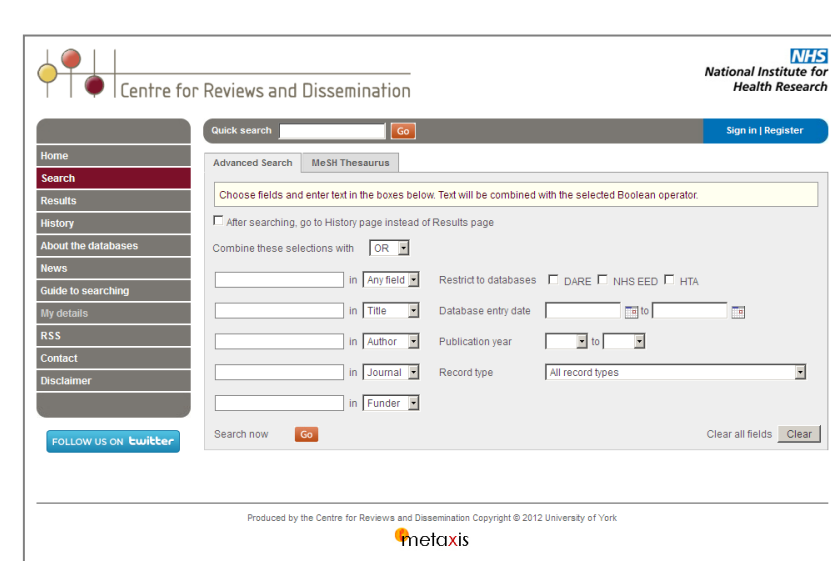 NHS
National Institute for
Health Research
Centre for Reviews and Dissemination
Quick search
Go
Sign in | Register
Home
Search
Results
History
About the databases
News
Guide to searching
My details
RSS
Contact
Disclaimer
FOLLOW US ON twitter
Advanced Search MeSH Thesaurus
Choose fields and enter text in the boxes below. Text will be combined with the selected Boolean operator.
After searching, go to History page instead of Results page
Combine these selections with OR
in Any field Restrict to databases DARE NHS EED HTA
in Title Database entry date to
in Author Publication year to
in Journal Record type All record types
in Funder
Search now Go Clear all fields Clear
Produced by the Centre for Reviews and Dissemination Copyright © 2012 University of York
metaxis